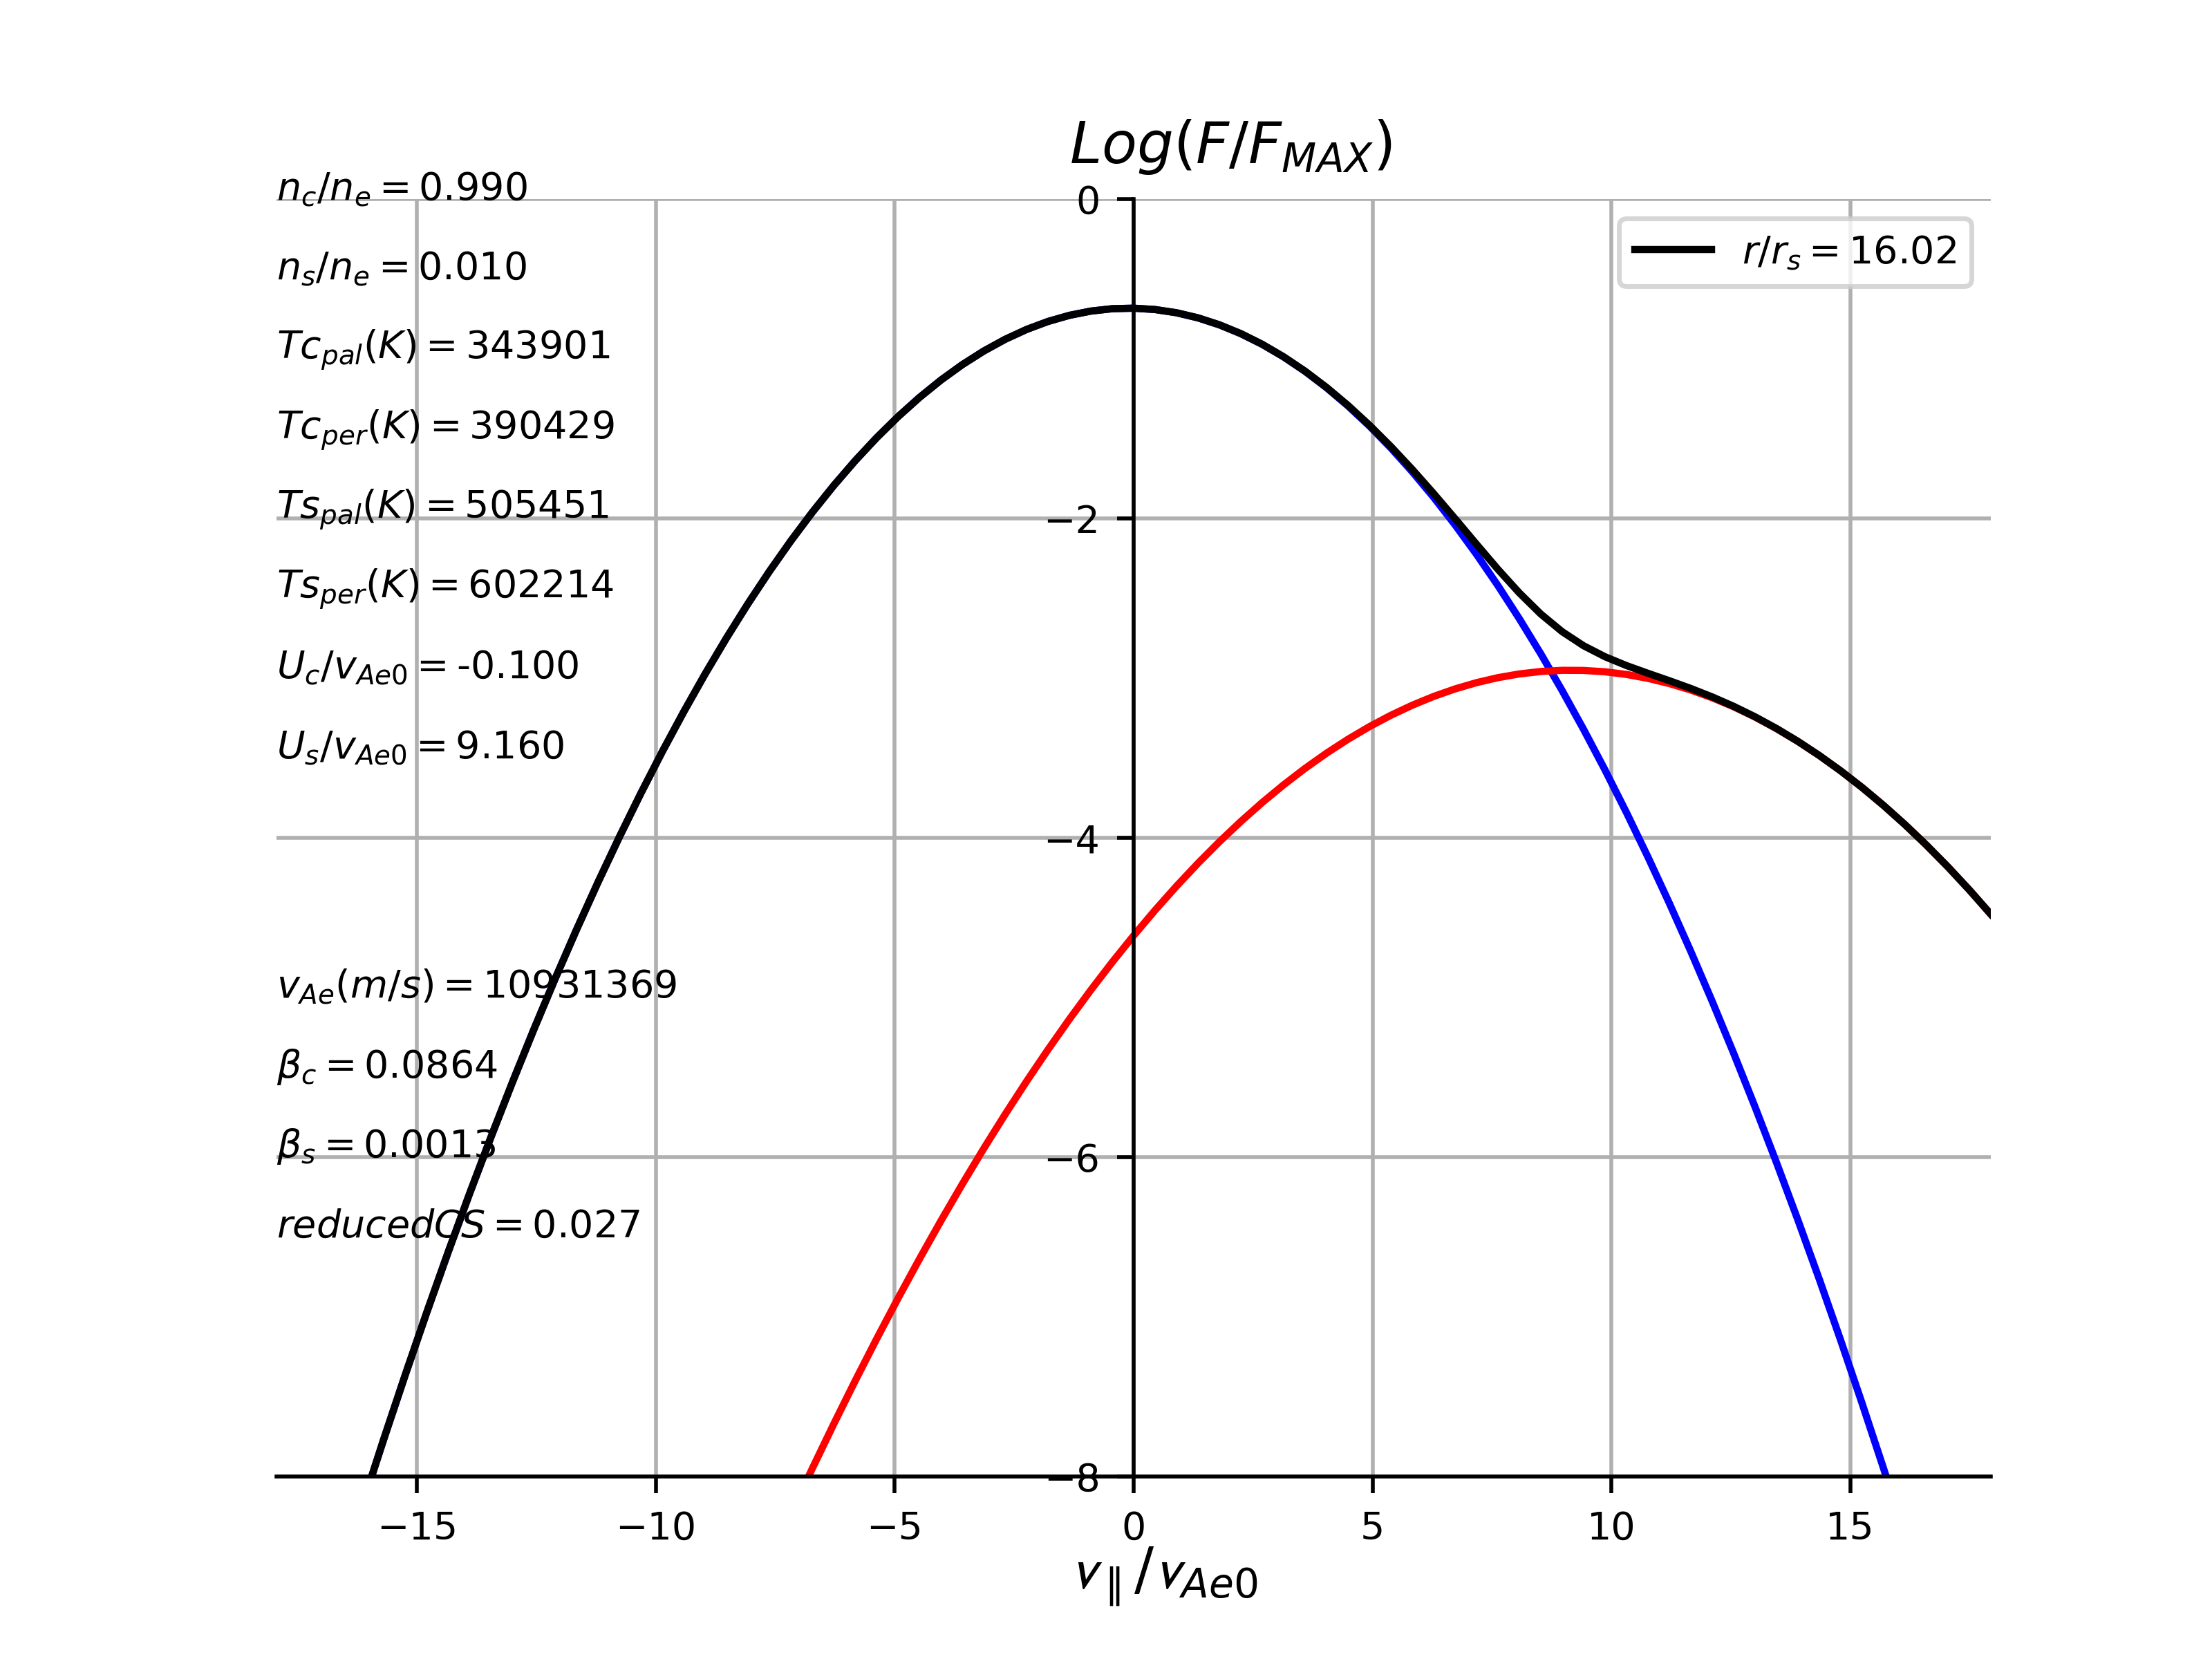 Log(F/F_MAX)
n_c/n_e = 0.990
n_s/n_e = 0.010
Tc_pal(K) = 343901
Tc_per(K) = 390429
Ts_pal(K) = 505451
Ts_per(K) = 602214
U_c/v_Ae0 = -0.100
U_s/v_Ae0 = 9.160
v_Ae(m/s) = 10931369
β_c = 0.0864
β_s = 0.0013
reducedCS = 0.027
r/r_s = 16.02
0
−2
−4
−6
−8
−15 −10 −5 0 5 10 15
v_∥/v_Ae0